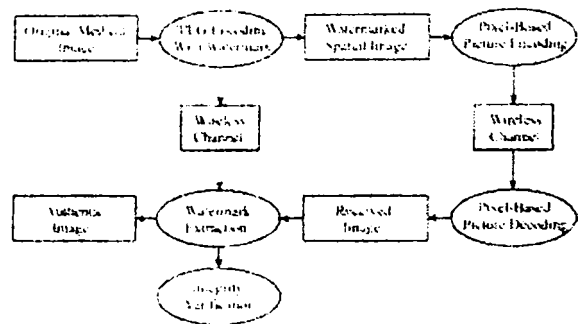 Original Medical
Image
JPEG Encoding
With Watermark
Watermarked
Spatial Image
Pixel-Based
Picture Encoding
Wireless
Channel
Wireless
Channel
Authentic
Image
Watermark
Extraction
Received
Image
Pixel-Based
Picture Decoding
Integrity
Verification